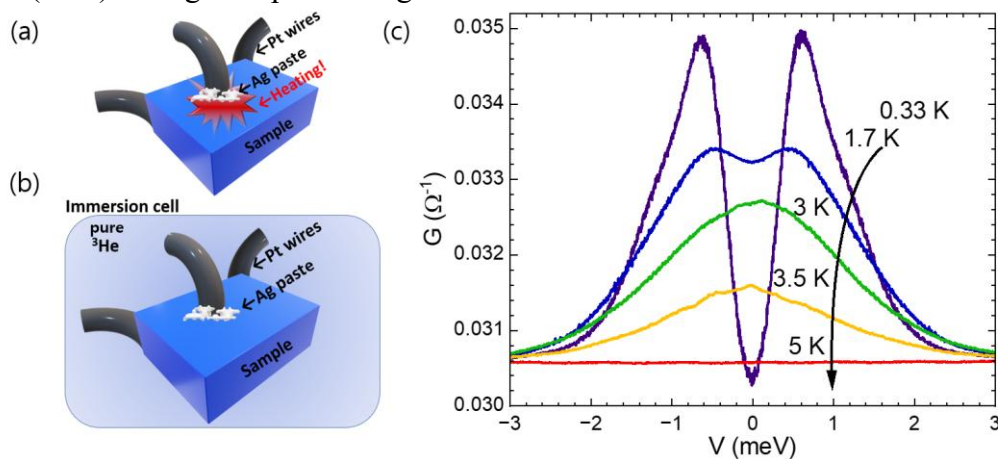 (a)
←Pt wires
←Ag paste
←Heating!
Sample
(b)
Immersion cell
pure
³He
←Pt wires
←Ag paste
Sample
(c)
0.035
0.034
0.033
0.032
0.031
0.030
G (Ω⁻¹)
0.33 K
1.7 K
3 K
3.5 K
5 K
−3 −2 −1 0 1 2 3
V (meV)